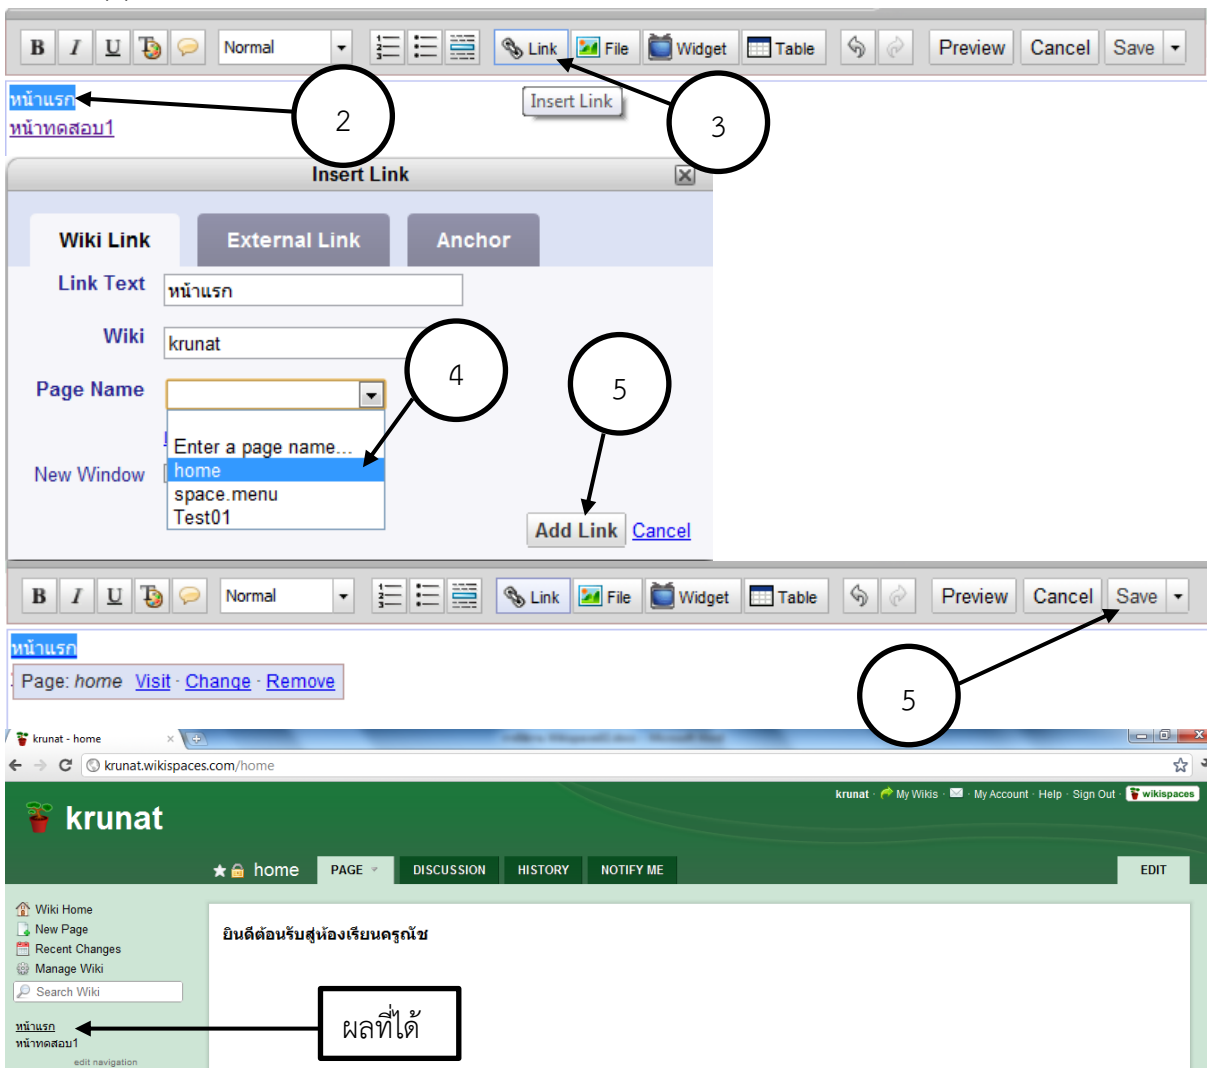 B I U Normal Link File Widget Table Preview Cancel Save
หน้าแรก
2
Insert Link
3
หน้าทดสอบ1
Insert Link
Wiki Link External Link Anchor
Link Text หน้าแรก
Wiki krunat
4
5
Page Name
Enter a page name...
New Window home
space.menu
Test01
Add Link Cancel
B I U Normal Link File Widget Table Preview Cancel Save
หน้าแรก
Page: home Visit · Change · Remove
5
krunat - home
krunat.wikispaces.com/home
krunat · My Wikis · · My Account · Help · Sign Out · wikispaces
krunat
home PAGE DISCUSSION HISTORY NOTIFY ME EDIT
Wiki Home
New Page
Recent Changes
Manage Wiki
Search Wiki
ยินดีต้อนรับสู่ห้องเรียนครูณัช
หน้าแรก
ผลที่ได้
หน้าทดสอบ1
edit navigation